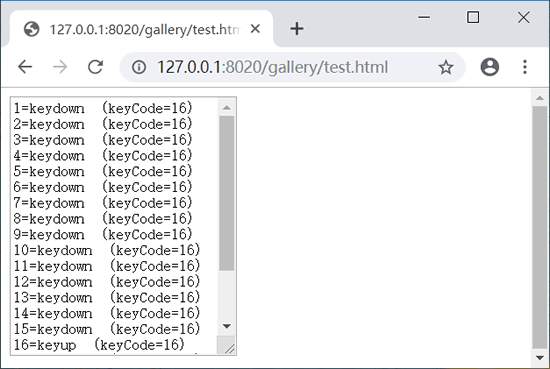 127.0.0.1:8020/gallery/test.htm
127.0.0.1:8020/gallery/test.html
1=keydown (keyCode=16)
2=keydown (keyCode=16)
3=keydown (keyCode=16)
4=keydown (keyCode=16)
5=keydown (keyCode=16)
6=keydown (keyCode=16)
7=keydown (keyCode=16)
8=keydown (keyCode=16)
9=keydown (keyCode=16)
10=keydown (keyCode=16)
11=keydown (keyCode=16)
12=keydown (keyCode=16)
13=keydown (keyCode=16)
14=keydown (keyCode=16)
15=keydown (keyCode=16)
16=keyup (keyCode=16)